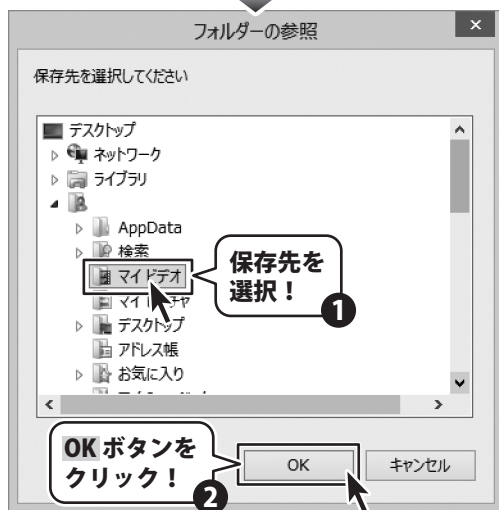 フォルダーの参照
×
保存先を選択してください
デスクトップ
ネットワーク
ライブラリ
AppData
検索
マイ ビデオ
保存先を
選択！
1
デスクトップ
アドレス帳
お気に入り
OK ボタンを
クリック！
2
OK
キャンセル